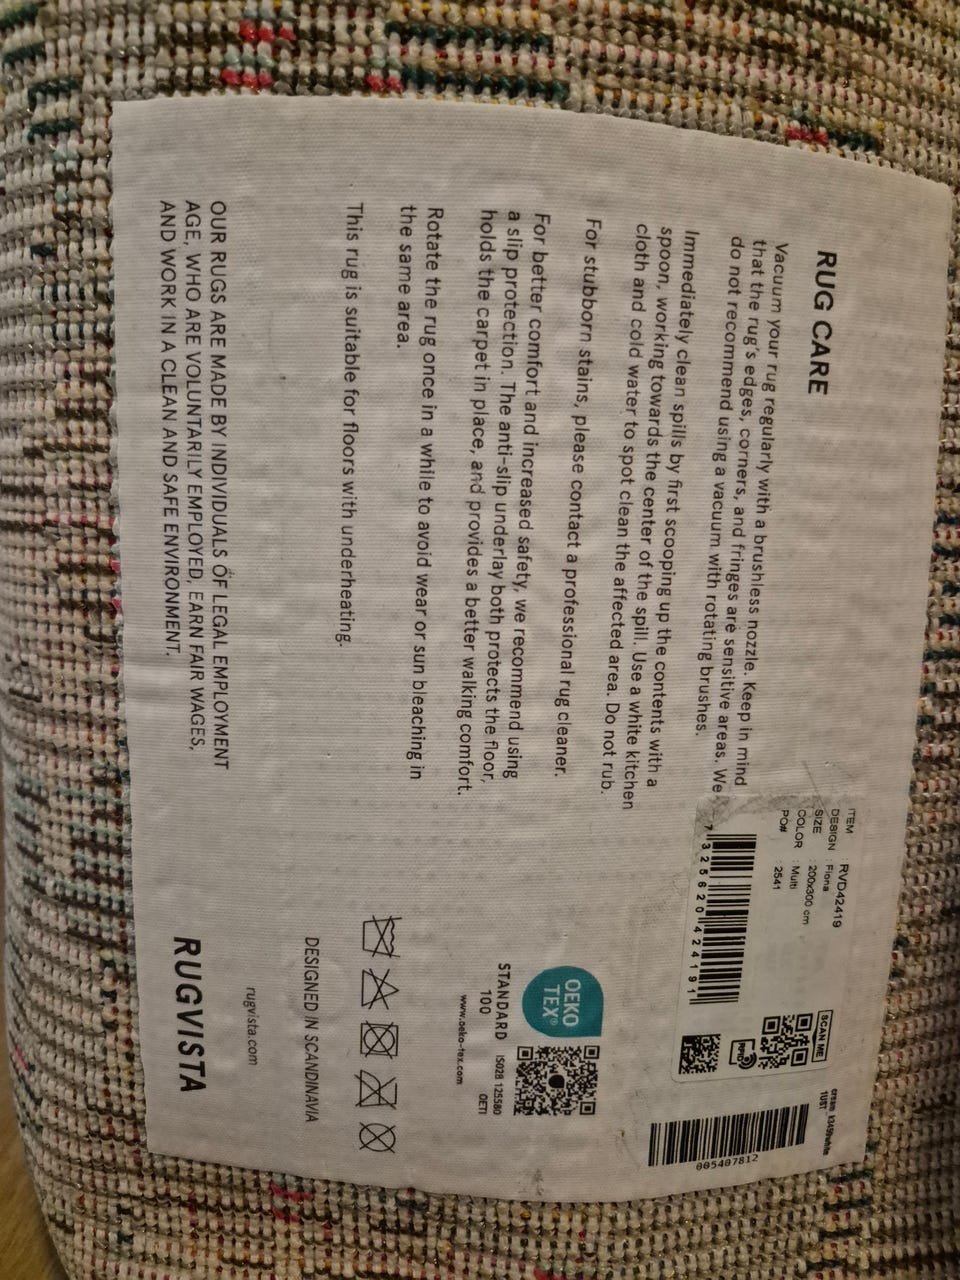 RUG CARE
Vacuum your rug regularly with a brushless nozzle. Keep in mind
that the rug's edges, corners, and fringes are sensitive areas. We
do not recommend using a vacuum with rotating brushes.
Immediately clean spills by first scooping up the contents with a
spoon, working towards the center of the spill. Use a white kitchen
cloth and cold water to spot clean the affected area. Do not rub.
For stubborn stains, please contact a professional rug cleaner.
For better comfort and increased safety, we recommend using
a slip protection. The anti-slip underlay both protects the floor,
holds the carpet in place, and provides a better walking comfort.
Rotate the rug once in a while to avoid wear or sun bleaching in
the same area.
This rug is suitable for floors with underheating.
OUR RUGS ARE MADE BY INDIVIDUALS OF LEGAL EMPLOYMENT
AGE, WHO ARE VOLUNTARILY EMPLOYED, EARN FAIR WAGES,
AND WORK IN A CLEAN AND SAFE ENVIRONMENT.
ITEM : RVD42419
DESIGN : Fiona
SIZE : 200x300 cm
COLOR : Multi
PO# : 2541
7 325620 424191
SCAN ME
RFID
cream
1UST
005407812
OEKO
TEX®
STANDARD
100
IS028 125580
OETI
www.oeko-tex.com
DESIGNED IN SCANDINAVIA
rugvista.com
RUGVISTA